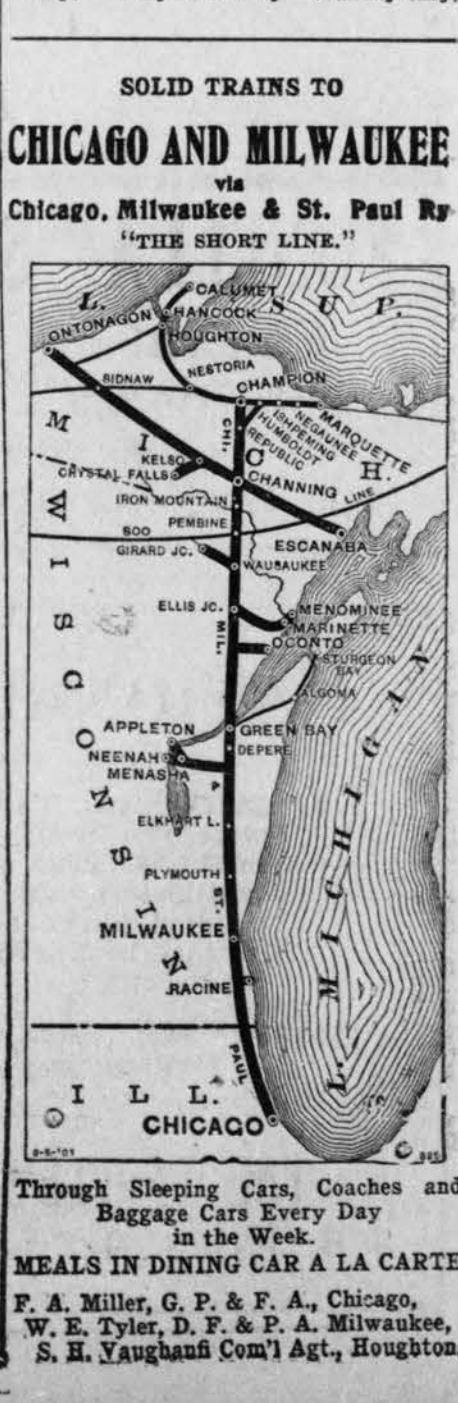 SOLID TRAINS TO
CHICAGO AND MILWAUKEE
via
Chicago, Milwaukee & St. Paul Ry
"THE SHORT LINE."
L. SUP.
CALUMET
HANCOCK
ONTONAGON
HOUGHTON
NESTORIA
SIDNAW
CHAMPION
MARQUETTE
NEGAUNEE
ISHPEMING
HUMBOLDT
REPUBLIC
MICH.
CHI.
KELSO
CRYSTAL FALLS
CHANNING
IRON MOUNTAIN
LINE
PEMBINE
SOO
ESCANABA
GIRARD JC.
WAUSAUKEE
ELLIS JC.
MENOMINEE
MARINETTE
MIL.
OCONTO
STURGEON
BAY
ALGOMA
APPLETON
GREEN BAY
DEPERE
NEENAH
MENASHA
&
ELKHART L.
PLYMOUTH
ST.
MILWAUKEE
WISCONSIN
RACINE
L. MICHIGAN
PAUL
ILL.
CHICAGO
Through Sleeping Cars, Coaches and
Baggage Cars Every Day
in the Week.
MEALS IN DINING CAR A LA CARTE
F. A. Miller, G. P. & F. A., Chicago,
W. E. Tyler, D. F. & P. A. Milwaukee,
S. H. Vaughanfi Com'l Agt., Houghton